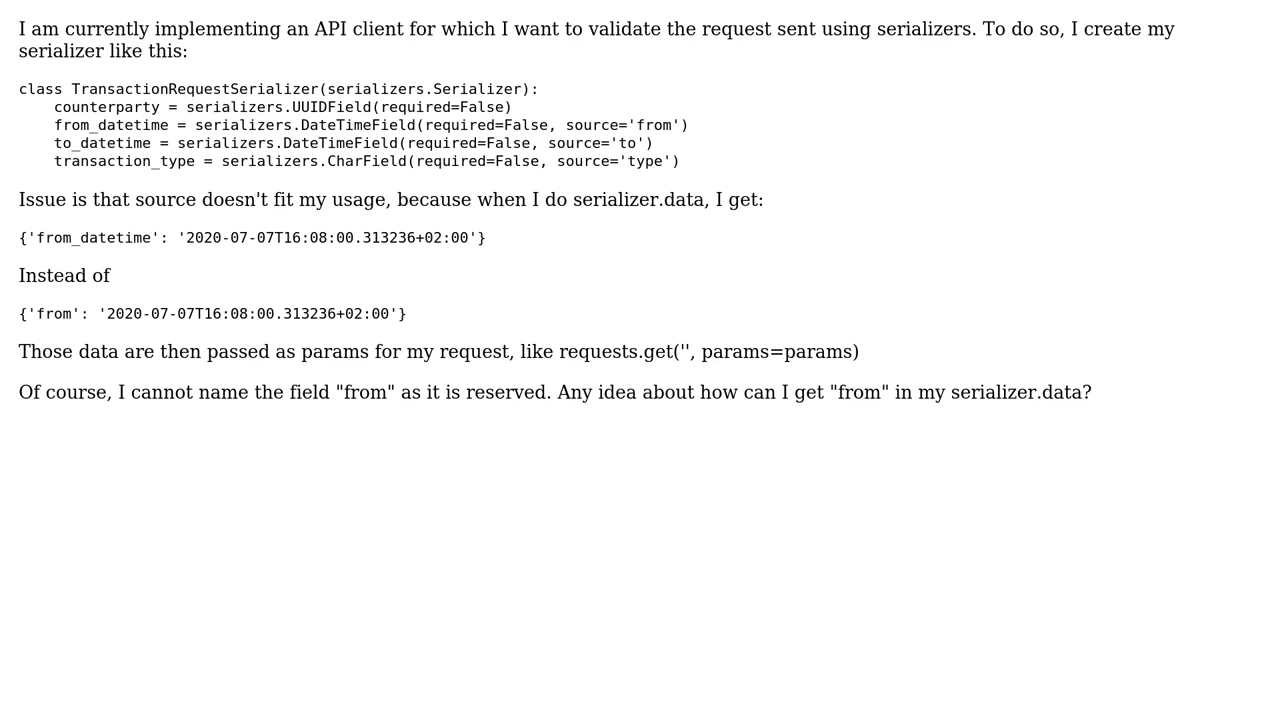 I am currently implementing an API client for which I want to validate the request sent using serializers. To do so, I create my
serializer like this:
class TransactionRequestSerializer(serializers.Serializer):
    counterparty = serializers.UUIDField(required=False)
    from_datetime = serializers.DateTimeField(required=False, source='from')
    to_datetime = serializers.DateTimeField(required=False, source='to')
    transaction_type = serializers.CharField(required=False, source='type')
Issue is that source doesn't fit my usage, because when I do serializer.data, I get:
{'from_datetime': '2020-07-07T16:08:00.313236+02:00'}
Instead of
{'from': '2020-07-07T16:08:00.313236+02:00'}
Those data are then passed as params for my request, like requests.get('', params=params)
Of course, I cannot name the field "from" as it is reserved. Any idea about how can I get "from" in my serializer.data?